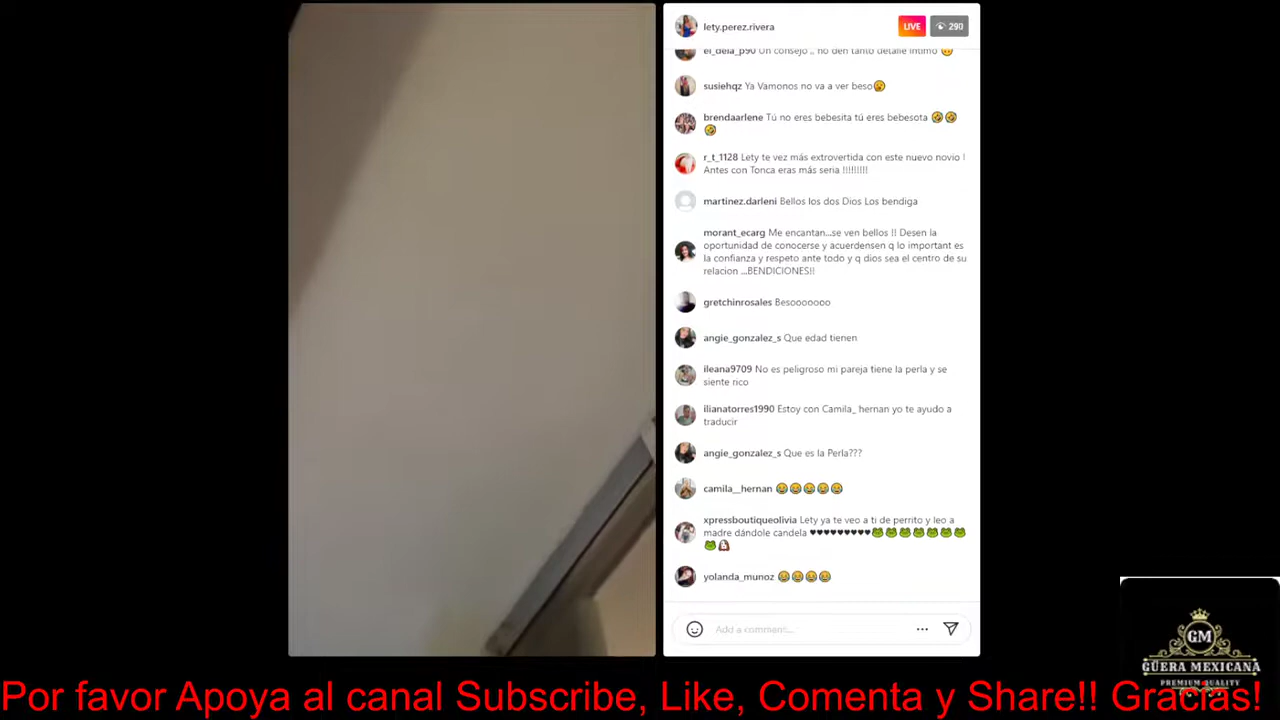 lety.perez.rivera
LIVE
290
el_dela_p90 Un consejo ,, no den tanto detalle intimo 🙃
susiehqz Ya Vamonos no va a ver beso😨
brendaarlene Tú no eres bebesita tú eres bebesota 🤣🤣
🤣
r_t_1128 Lety te vez más extrovertida con este nuevo novio !
Antes con Tonca eras más seria !!!!!!!!!
martinez.darleni Bellos los dos Dios Los bendiga
morant_ecarg Me encantan...se ven bellos !! Desen la
oportunidad de conocerse y acuerdensen q lo important es
la confianza y respeto ante todo y q dios sea el centro de su
relacion ...BENDICIONES!!
gretchinrosales Besooooooo
angie_gonzalez_s Que edad tienen
ileana9709 No es peligroso mi pareja tiene la perla y se
siente rico
ilianatorres1990 Estoy con Camila_ hernan yo te ayudo a
traducir
angie_gonzalez_s Que es la Perla???
camila__hernan 😂😂😂😂😂
xpressboutiqueolivia Lety ya te veo a ti de perrito y leo a
madre dándole candela ♥♥♥♥♥♥♥♥♥🐸🐸🐸🐸🐸🐸🐸
🐸
yolanda_munoz 😂😂😂😂
Add a comment...
GM
GÜERA MEXICANA
PREMIUM QUALITY
Por favor Apoya al canal Subscribe, Like, Comenta y Share!! Gracias!